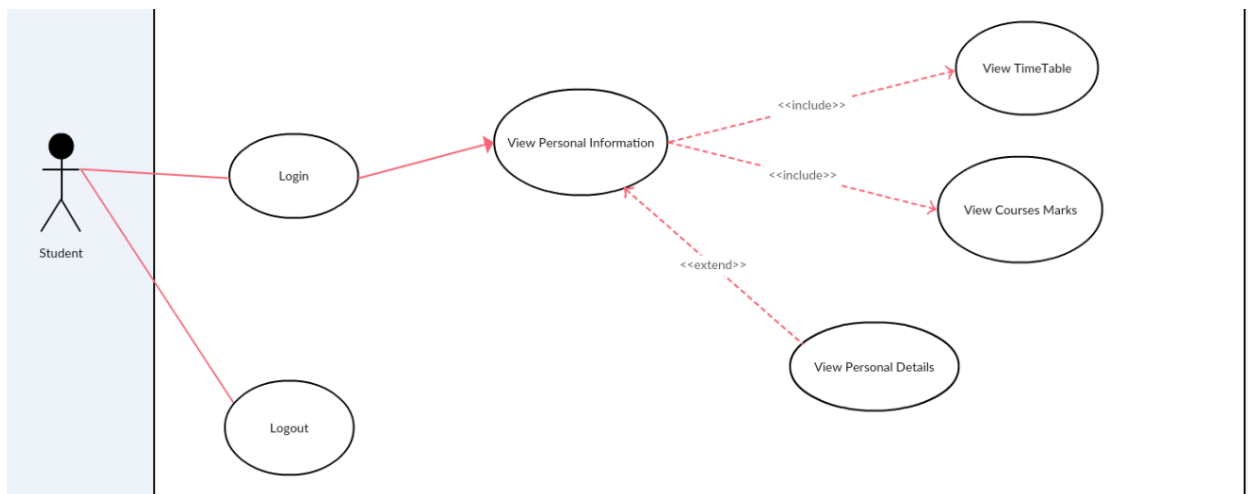 View TimeTable
<<include>>
View Personal Information
Login
<<include>>
View Courses Marks
Student
<<extend>>
View Personal Details
Logout